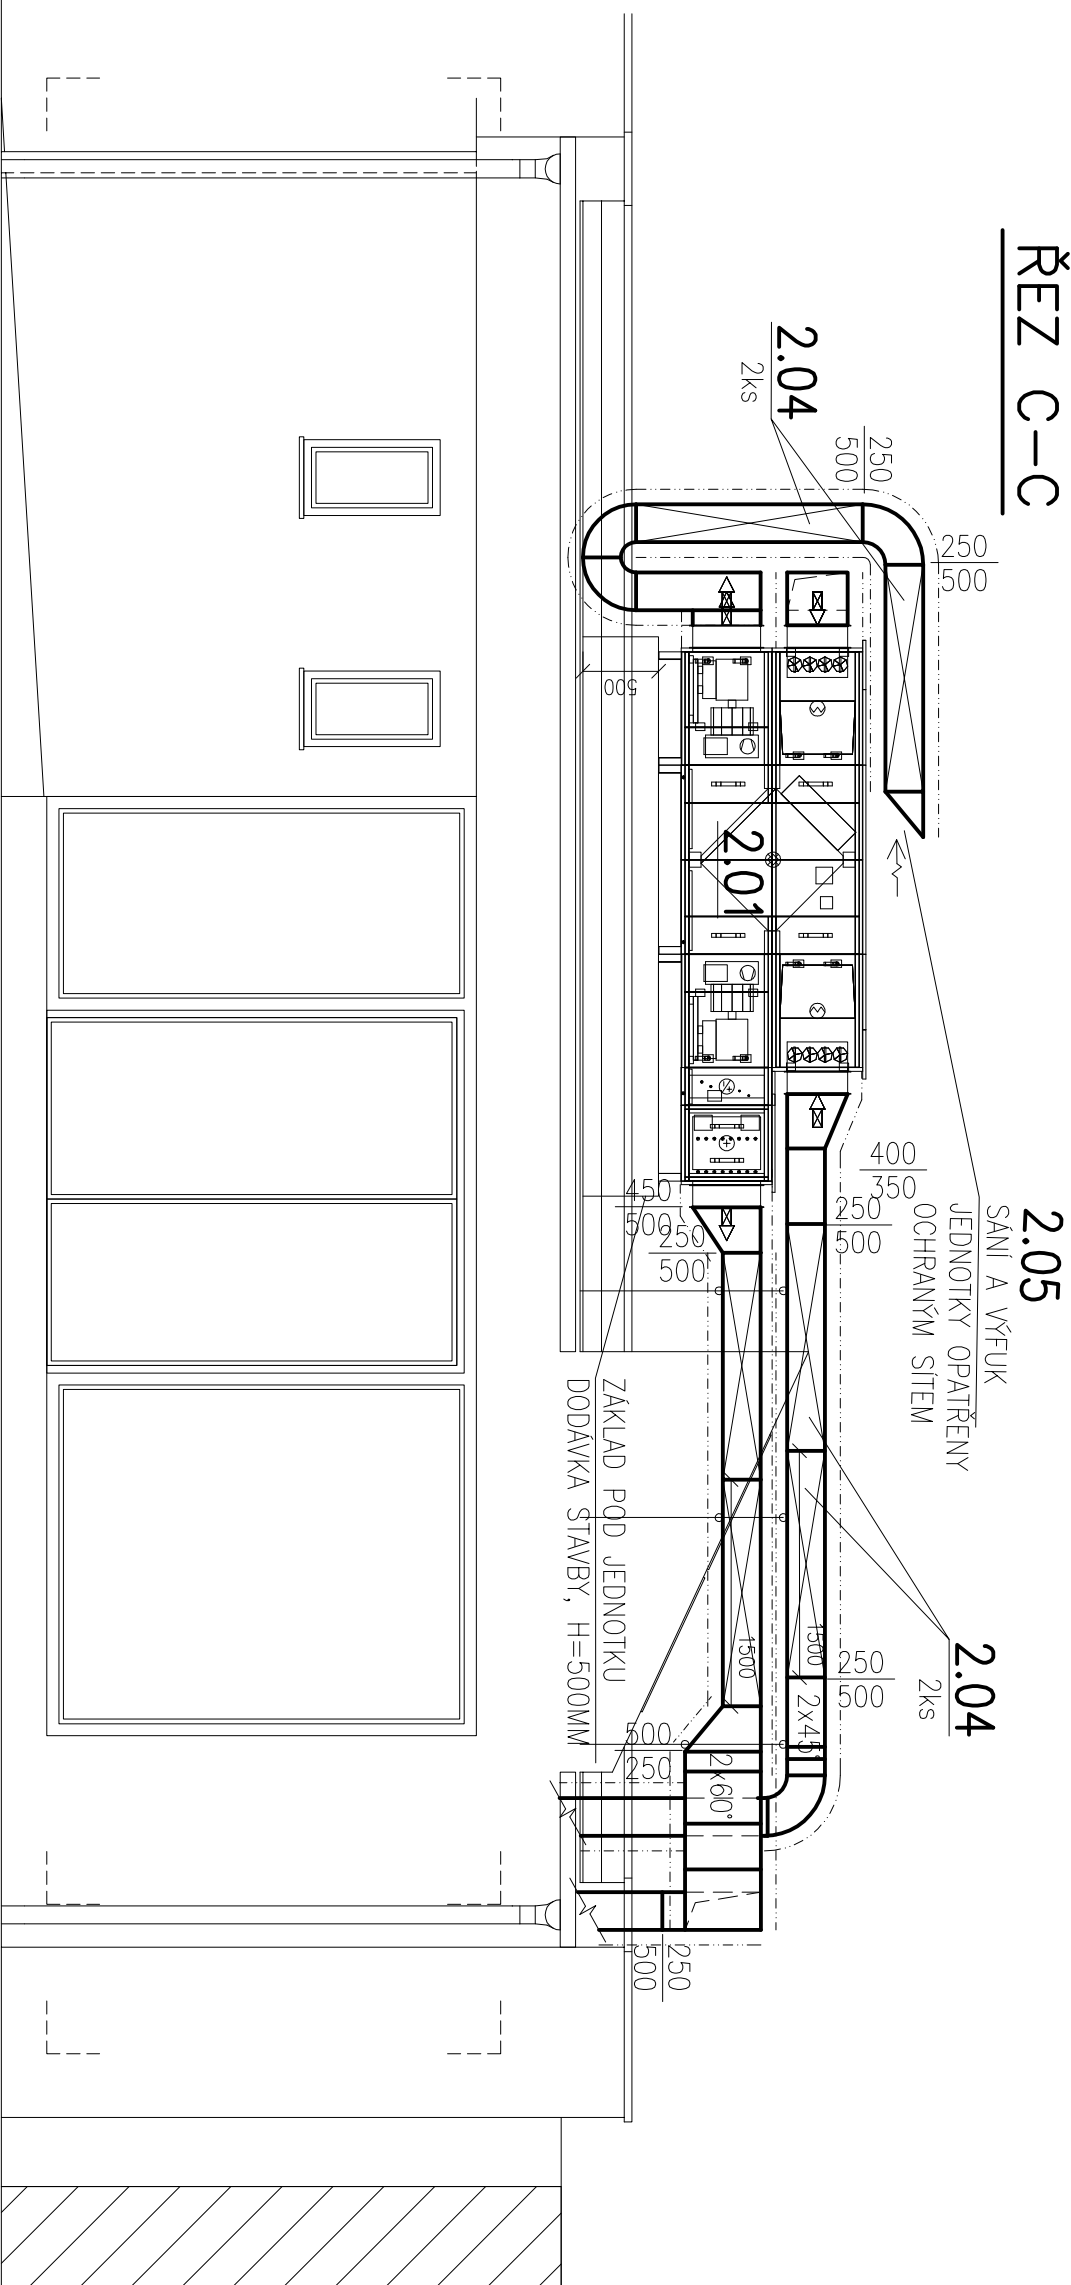 ŘEZ C-C
2.04
2ks
250
500
250
500
500
2.01
2.05
SÁNÍ A VÝFUK
JEDNOTKY OPATŘENY
OCHRANÝM SÍTEM
400
350
250
500
450
500
250
500
ZÁKLAD POD JEDNOTKU
DODÁVKA STAVBY, H=500MM
2.04
2ks
1500
1500
250
500
2x45°
2x60°
500
250
250
500